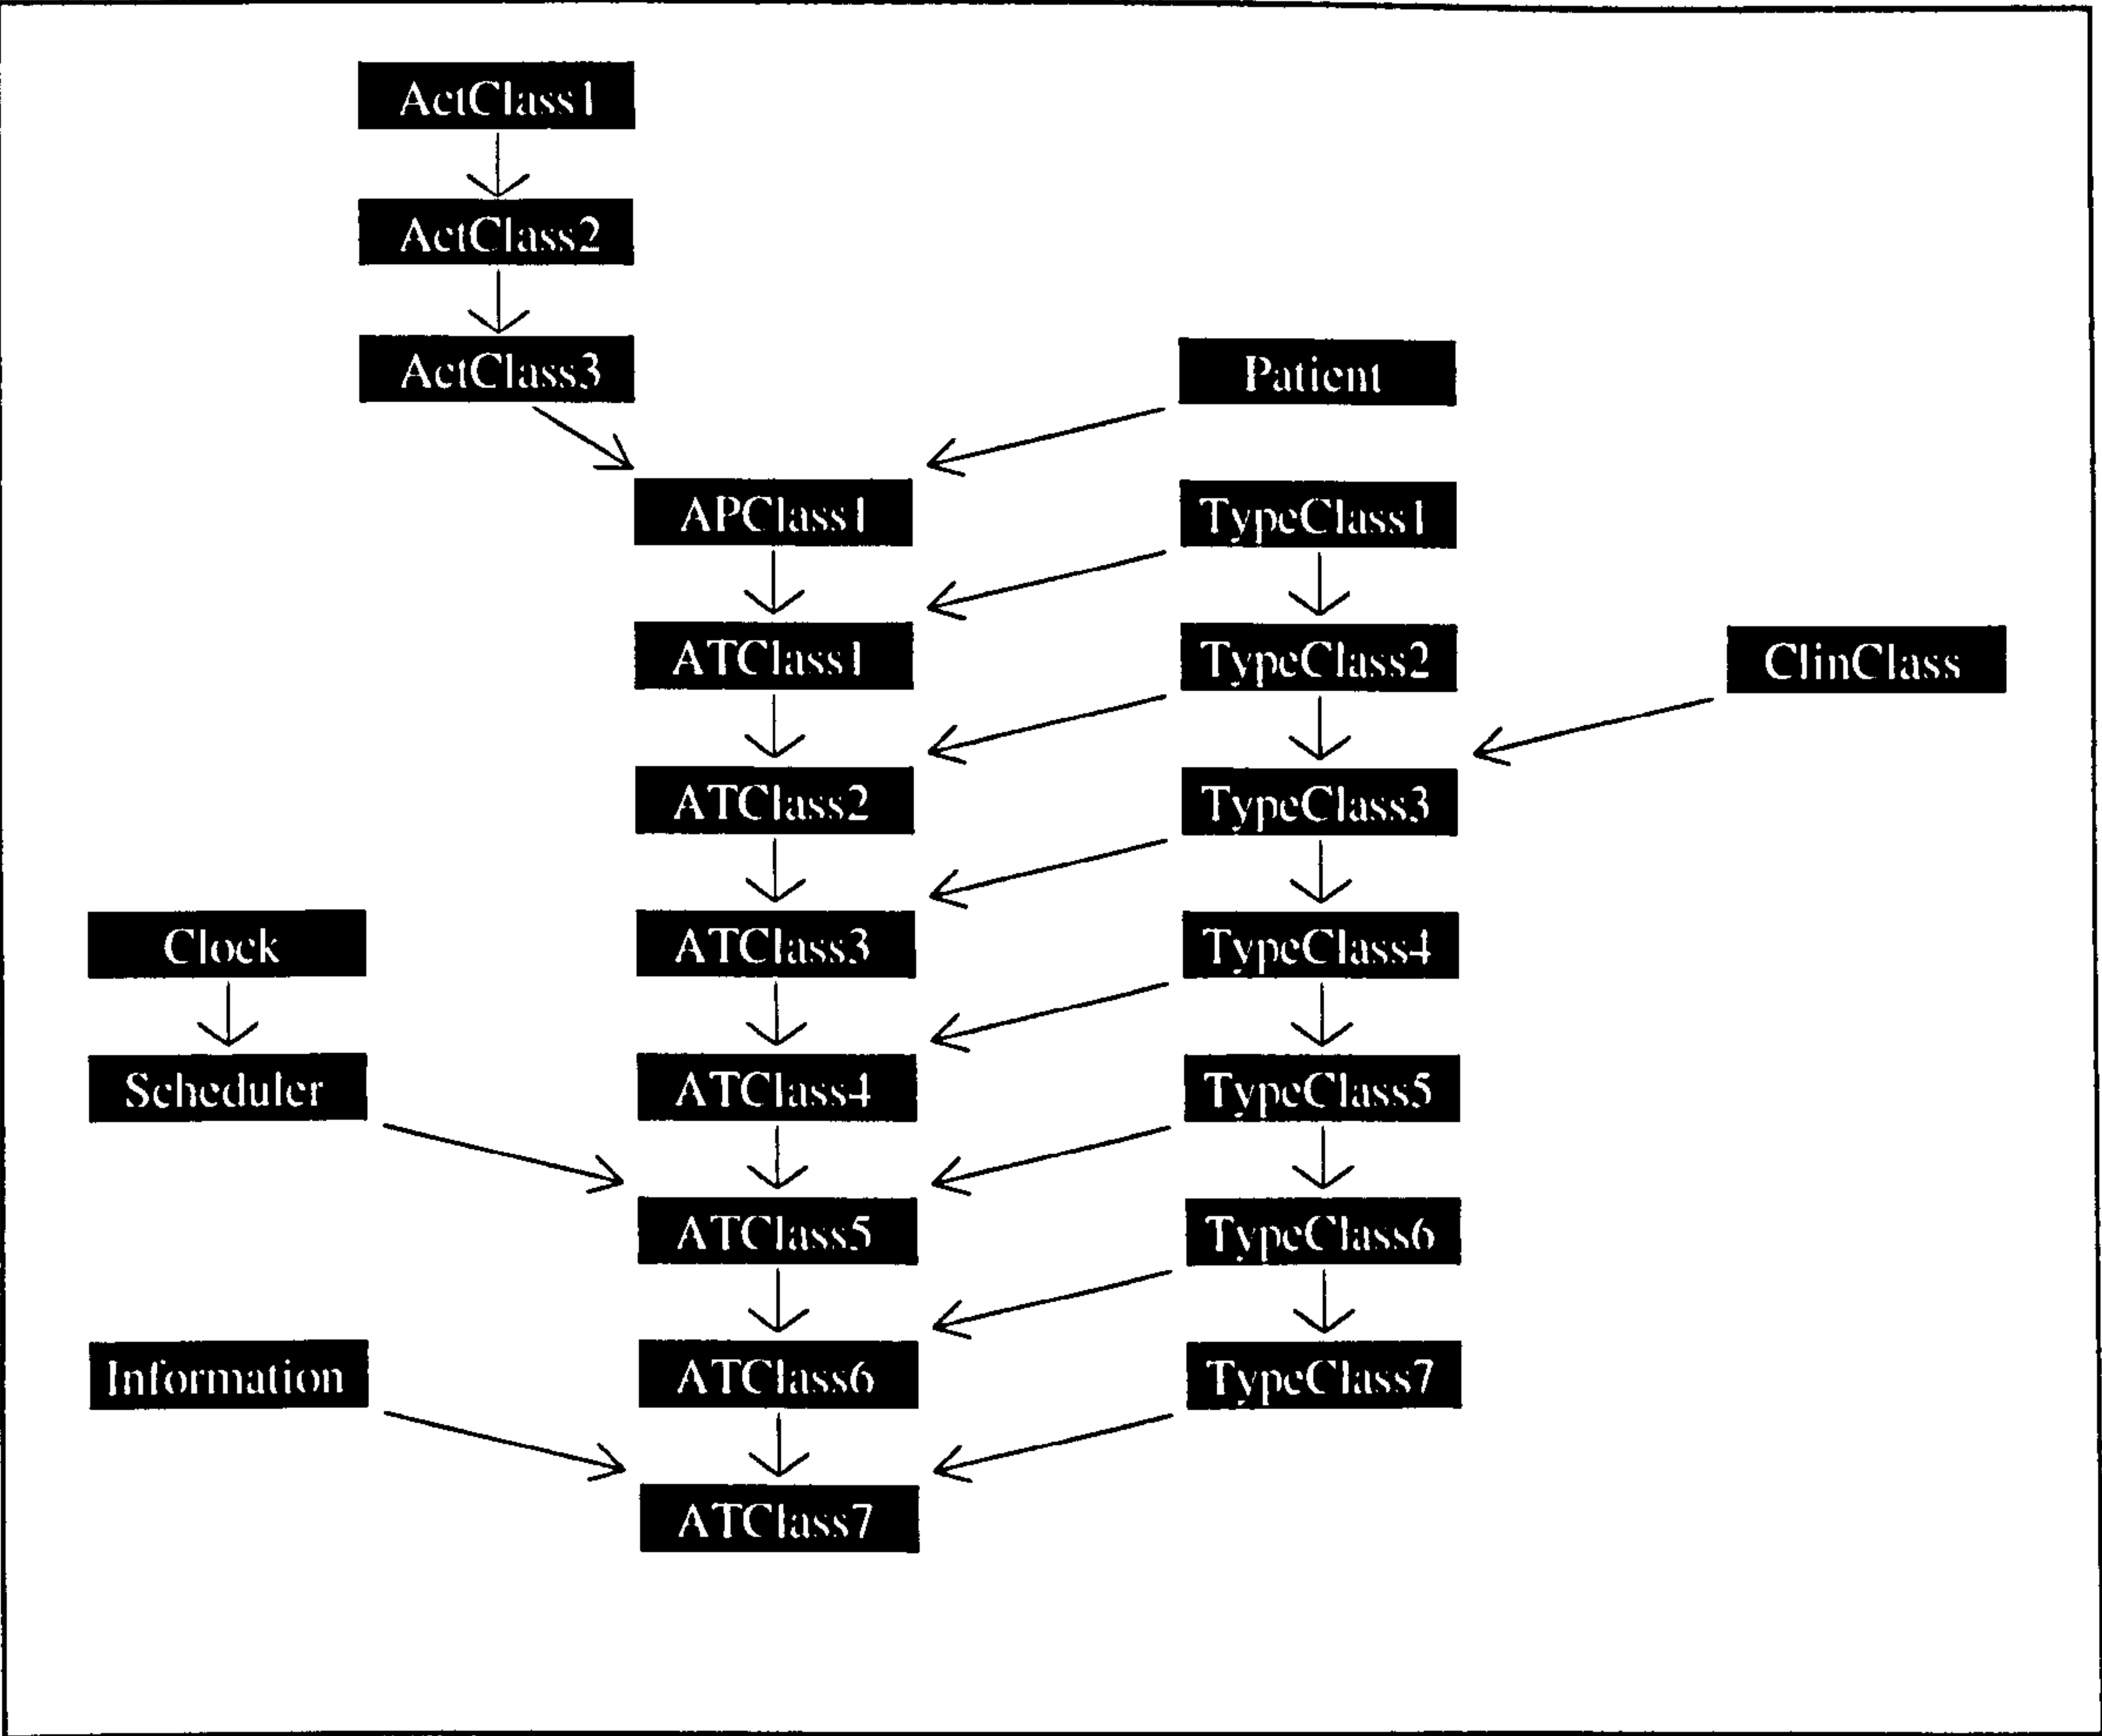 ActClass1
ActClass2
ActClass3
Patient
APClass1
TypeClass1
ATClass1
TypeClass2
ClinClass
ATClass2
TypeClass3
Clock
ATClass3
TypeClass4
Scheduler
ATClass4
TypeClass5
ATClass5
TypeClass6
Information
ATClass6
TypeClass7
ATClass7